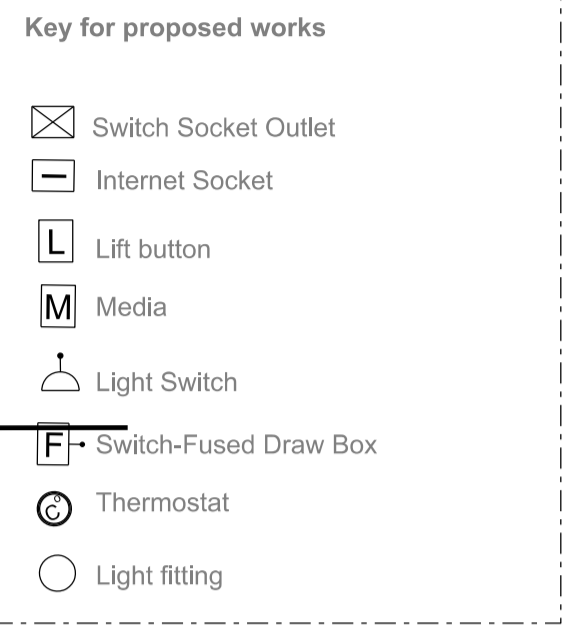 Key for proposed works
Switch Socket Outlet
Internet Socket
L Lift button
M Media
Light Switch
F Switch-Fused Draw Box
C° Thermostat
Light fitting